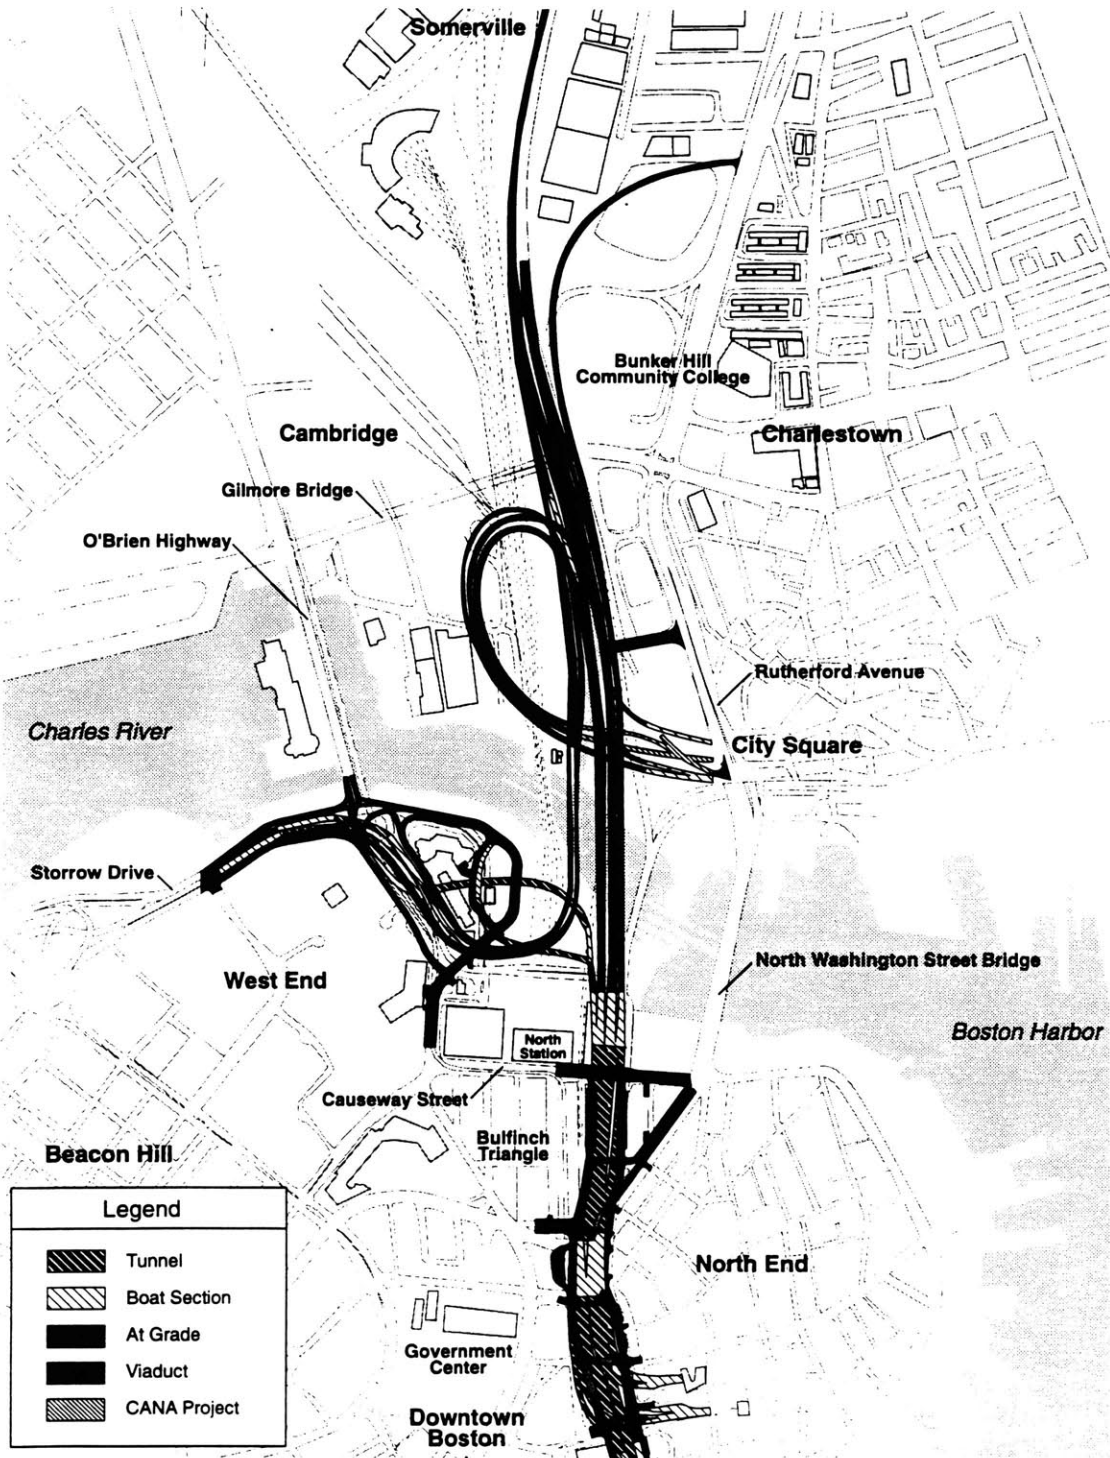 Somerville
Bunker Hill
Community College
Cambridge
Charlestown
Gilmore Bridge
O'Brien Highway
Rutherford Avenue
Charles River
City Square
Storrow Drive
West End
North Washington Street Bridge
Boston Harbor
North
Station
Causeway Street
Bulfinch
Triangle
Beacon Hill
Legend
Tunnel
Boat Section
At Grade
Viaduct
CANA Project
North End
Government
Center
Downtown
Boston